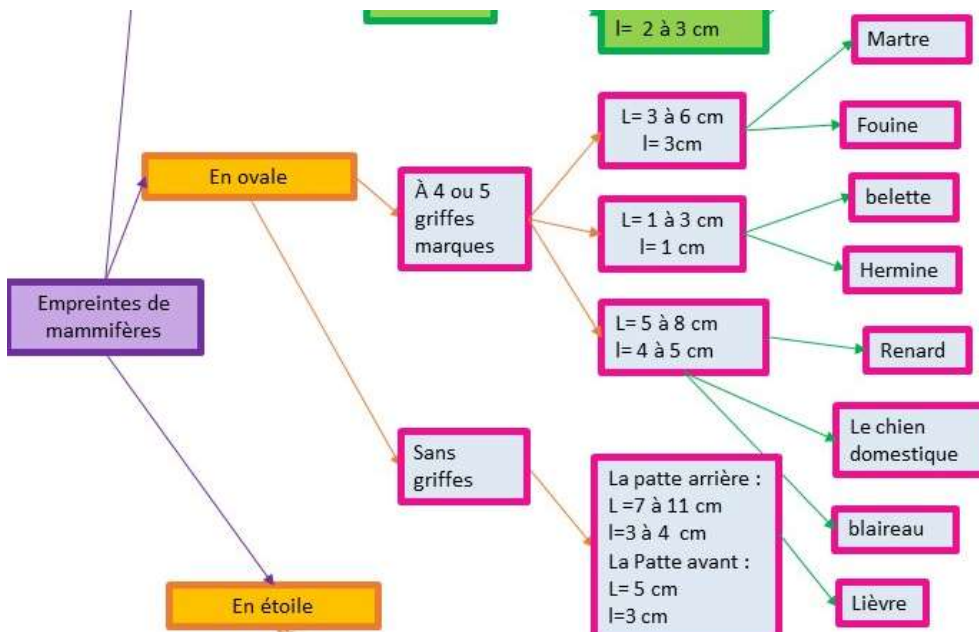 l= 2 à 3 cm
Martre
L= 3 à 6 cm
l= 3cm
Fouine
En ovale
À 4 ou 5
griffes
marques
belette
L= 1 à 3 cm
l= 1 cm
Hermine
Empreintes de
mammifères
L= 5 à 8 cm
l= 4 à 5 cm
Renard
Le chien
domestique
Sans
griffes
La patte arrière :
L =7 à 11 cm
l=3 à 4 cm
La Patte avant :
L= 5 cm
l=3 cm
blaireau
Lièvre
En étoile